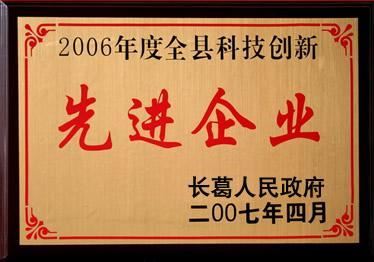 2006年度全县科技创新
先进企业
长葛人民政府
二00七年四月